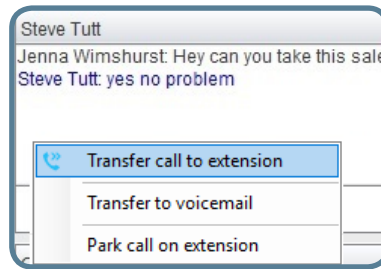 Steve Tutt
Jenna Wimshurst: Hey can you take this sale
Steve Tutt: yes no problem
Transfer call to extension
Transfer to voicemail
Park call on extension